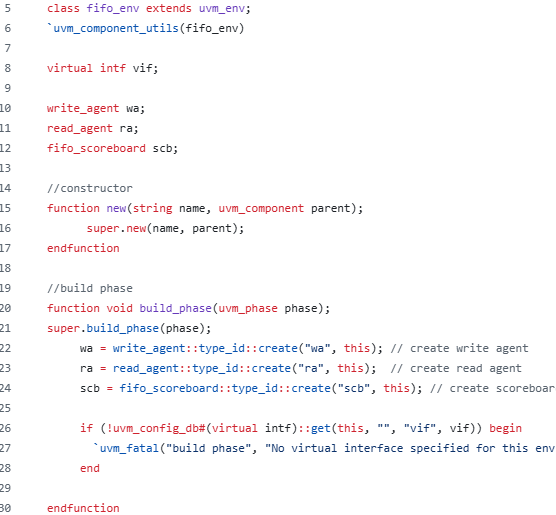 5 class fifo_env extends uvm_env;
6 `uvm_component_utils(fifo_env)
7
8 virtual intf vif;
9
10 write_agent wa;
11 read_agent ra;
12 fifo_scoreboard scb;
13
14 //constructor
15 function new(string name, uvm_component parent);
16 super.new(name, parent);
17 endfunction
18
19 //build phase
20 function void build_phase(uvm_phase phase);
21 super.build_phase(phase);
22 wa = write_agent::type_id::create("wa", this); // create write agent
23 ra = read_agent::type_id::create("ra", this);  // create read agent
24 scb = fifo_scoreboard::type_id::create("scb", this); // create scoreboar
25
26 if (!uvm_config_db#(virtual intf)::get(this, "", "vif", vif)) begin
27 `uvm_fatal("build phase", "No virtual interface specified for this env
28 end
29
30 endfunction